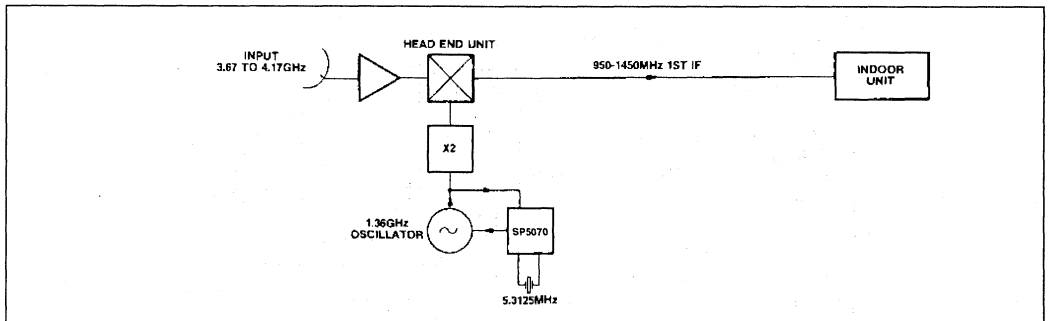 HEAD END UNIT
INPUT
3.67 TO 4.17GHz
950-1450MHz 1ST IF
INDOOR
UNIT
X2
1.36GHz
OSCILLATOR
SP5070
5.3125MHz